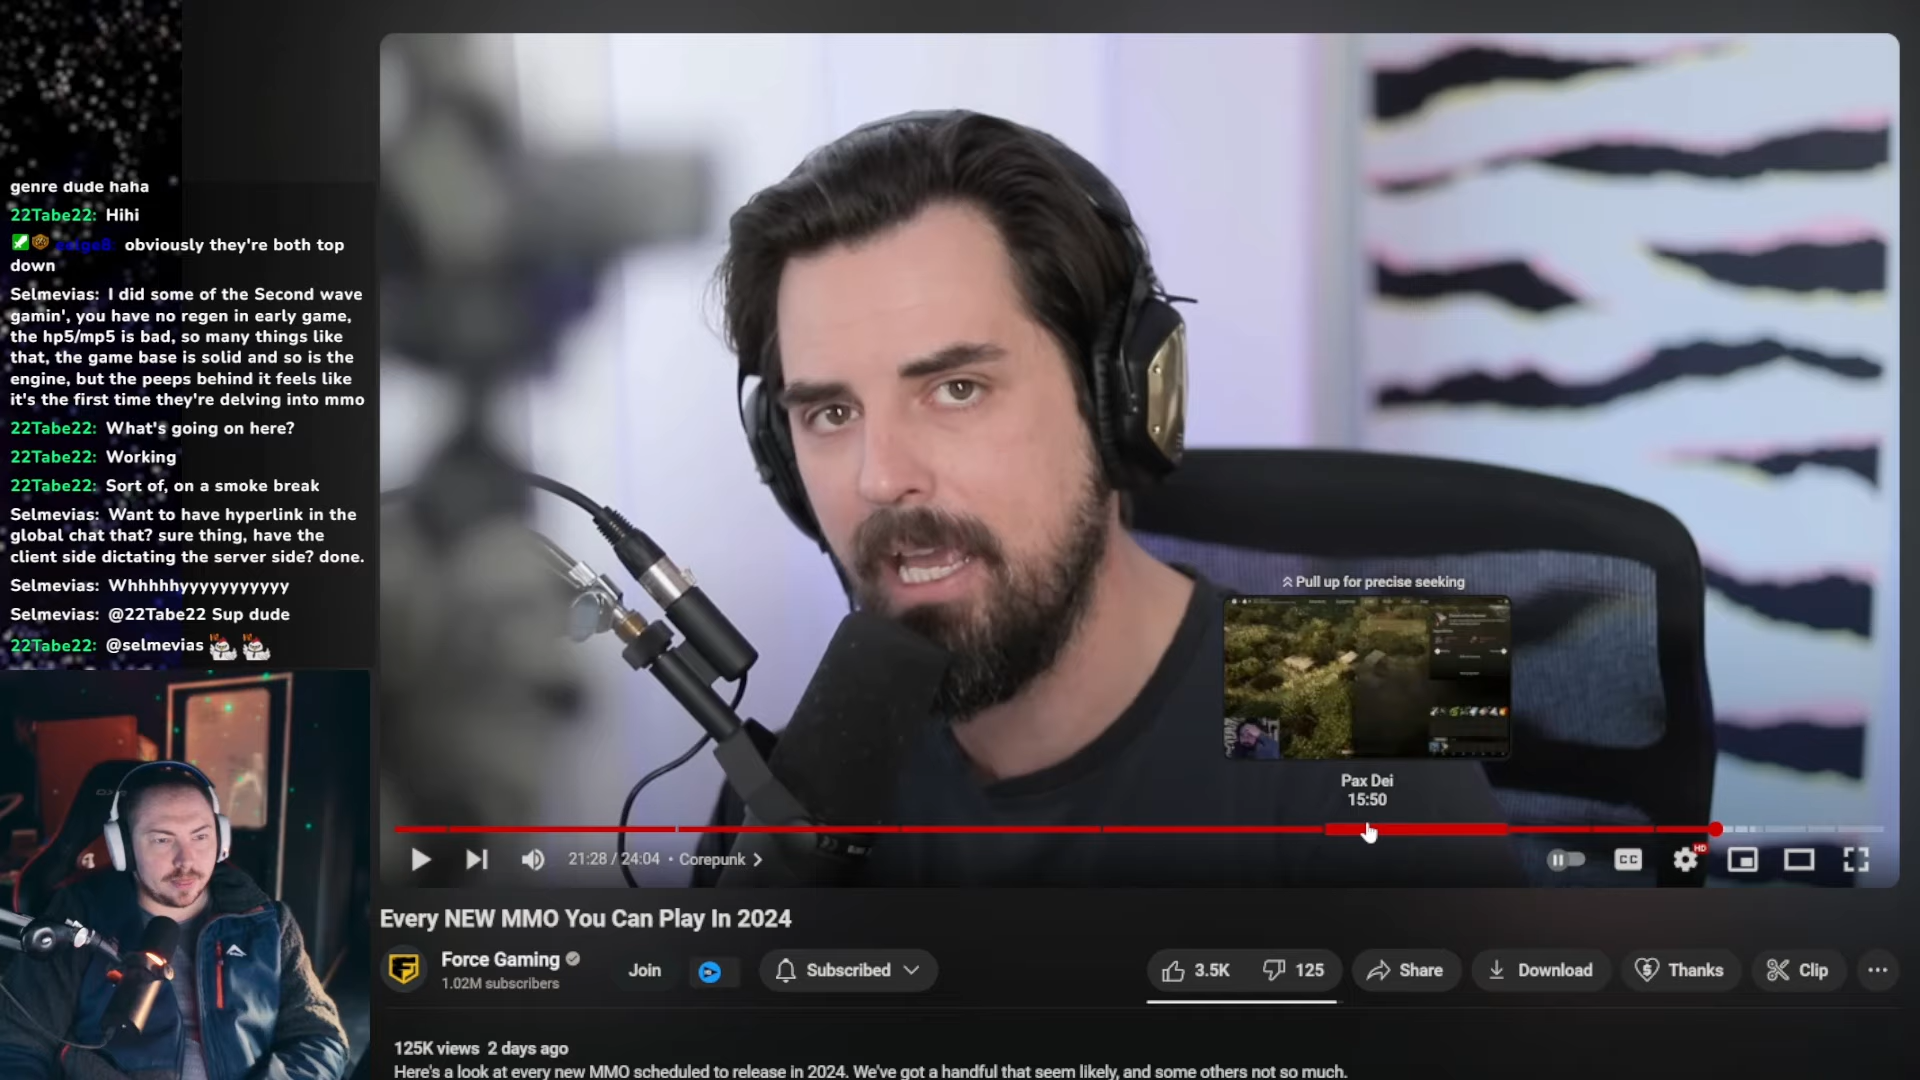 genre dude haha
22Tabe22: Hihi
obviously they're both top
down
Selmevias: I did some of the Second wave
gamin', you have no regen in early game,
the hp5/mp5 is bad, so many things like
that, the game base is solid and so is the
engine, but the peeps behind it feels like
it's the first time they're delving into mmo
22Tabe22: What's going on here?
22Tabe22: Working
22Tabe22: Sort of, on a smoke break
Selmevias: Want to have hyperlink in the
global chat that? sure thing, have the
client side dictating the server side? done.
Selmevias: Whhhhhyyyyyyyyyyy
Selmevias: @22Tabe22 Sup dude
22Tabe22: @selmevias
Pull up for precise seeking
Pax Dei
15:50
21:28 / 24:04 • Corepunk
CC
HD
Every NEW MMO You Can Play In 2024
Force Gaming
1.02M subscribers
Join
Subscribed
3.5K
125
Share
Download
Thanks
Clip
125K views 2 days ago
Here's a look at every new MMO scheduled to release in 2024. We've got a handful that seem likely, and some others not so much.